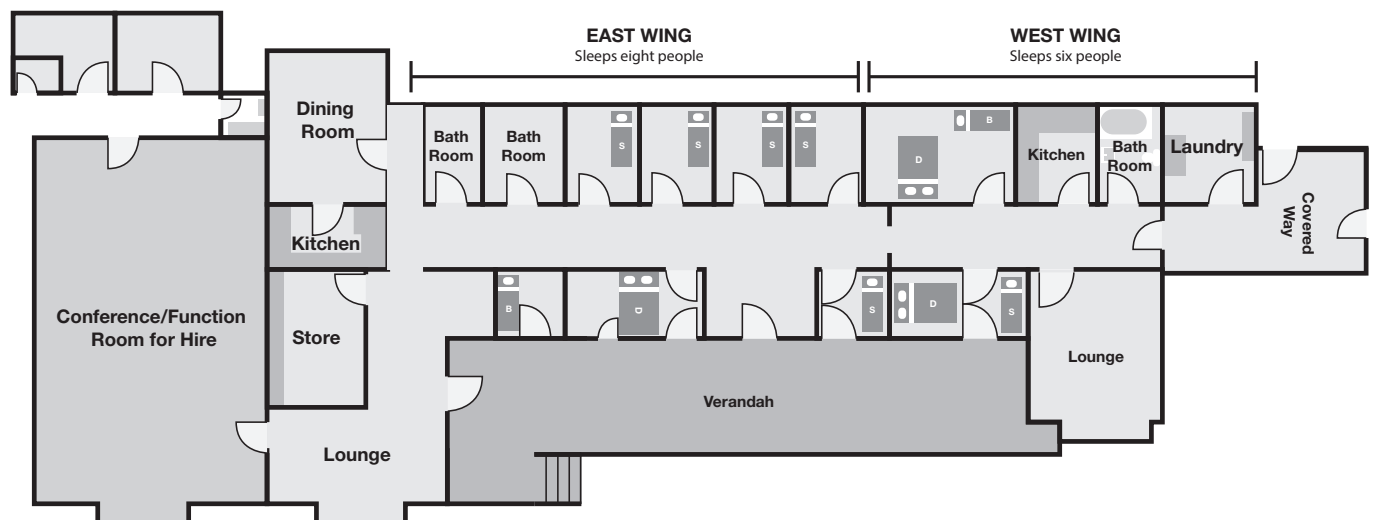 EAST WING
Sleeps eight people
WEST WING
Sleeps six people
Dining
Room
Bath
Room
Bath
Room
S
S
S
S
D
B
Kitchen
Bath
Room
Laundry
Covered
Way
Kitchen
Conference/Function
Room for Hire
Store
B
D
S
D
S
Lounge
Verandah
Lounge